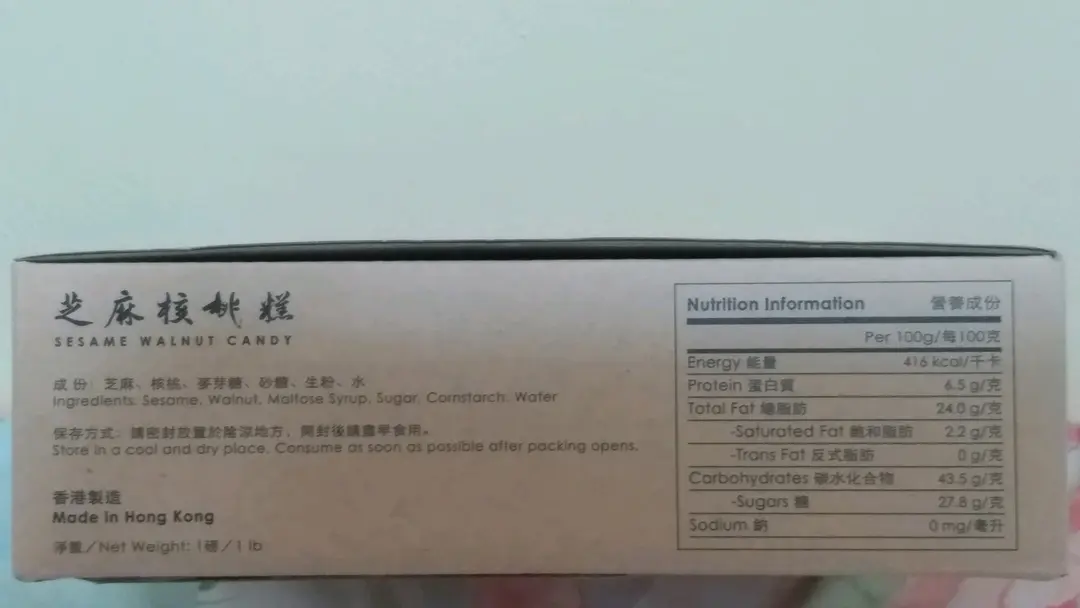 芝麻核桃糕
SESAME WALNUT CANDY
成份：芝麻、核桃、麥芽糖、砂糖、生粉、水
Ingredients: Sesame, Walnut, Maltose Syrup, Sugar, Cornstarch, Water
保存方式：請密封放置於陰涼地方，開封後請盡早食用。
Store in a cool and dry place. Consume as soon as possible after packing opens.
香港製造
Made in Hong Kong
淨重／Net Weight: 1磅／1 lb
Nutrition Information 營養成份
Per 100g/每100克
Energy 能量 416 kcal/千卡
Protein 蛋白質 6.5 g/克
Total Fat 總脂肪 24.0 g/克
-Saturated Fat 飽和脂肪 2.2 g/克
-Trans Fat 反式脂肪 0 g/克
Carbohydrates 碳水化合物 43.5 g/克
-Sugars 糖 27.8 g/克
Sodium 鈉 0 mg/毫升